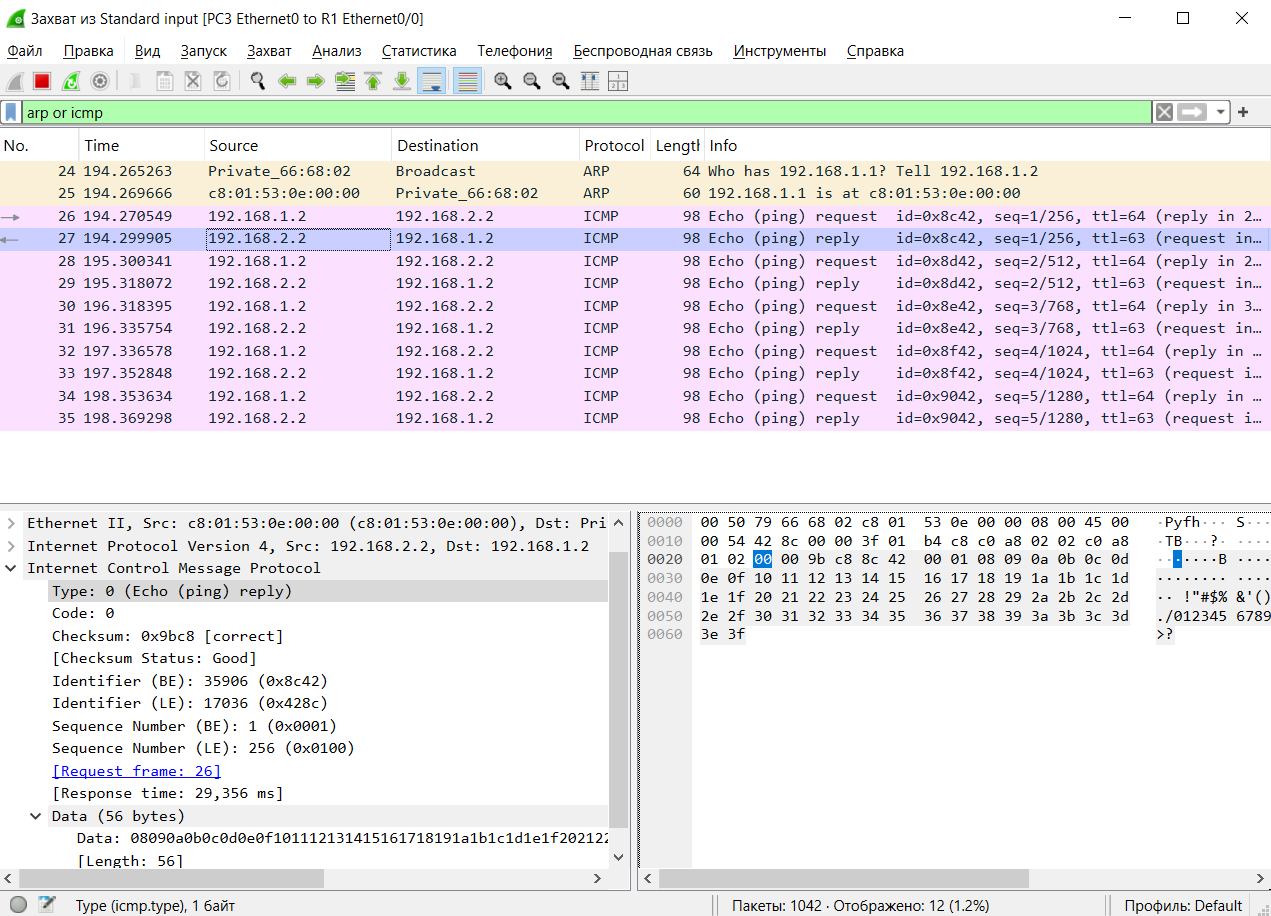 Захват из Standard input [PC3 Ethernet0 to R1 Ethernet0/0]
Файл Правка Вид Запуск Захват Анализ Статистика Телефония Беспроводная связь Инструменты Справка
arp or icmp
No. Time Source Destination Protocol Lengtl Info
24 194.265263 Private_66:68:02 Broadcast ARP 64 Who has 192.168.1.1? Tell 192.168.1.2
25 194.269666 c8:01:53:0e:00:00 Private_66:68:02 ARP 60 192.168.1.1 is at c8:01:53:0e:00:00
26 194.270549 192.168.1.2 192.168.2.2 ICMP 98 Echo (ping) request id=0x8c42, seq=1/256, ttl=64 (reply in 2…
27 194.299905 192.168.2.2 192.168.1.2 ICMP 98 Echo (ping) reply id=0x8c42, seq=1/256, ttl=63 (request in…
28 195.300341 192.168.1.2 192.168.2.2 ICMP 98 Echo (ping) request id=0x8d42, seq=2/512, ttl=64 (reply in 2…
29 195.318072 192.168.2.2 192.168.1.2 ICMP 98 Echo (ping) reply id=0x8d42, seq=2/512, ttl=63 (request in…
30 196.318395 192.168.1.2 192.168.2.2 ICMP 98 Echo (ping) request id=0x8e42, seq=3/768, ttl=64 (reply in 3…
31 196.335754 192.168.2.2 192.168.1.2 ICMP 98 Echo (ping) reply id=0x8e42, seq=3/768, ttl=63 (request in…
32 197.336578 192.168.1.2 192.168.2.2 ICMP 98 Echo (ping) request id=0x8f42, seq=4/1024, ttl=64 (reply in …
33 197.352848 192.168.2.2 192.168.1.2 ICMP 98 Echo (ping) reply id=0x8f42, seq=4/1024, ttl=63 (request i…
34 198.353634 192.168.1.2 192.168.2.2 ICMP 98 Echo (ping) request id=0x9042, seq=5/1280, ttl=64 (reply in …
35 198.369298 192.168.2.2 192.168.1.2 ICMP 98 Echo (ping) reply id=0x9042, seq=5/1280, ttl=63 (request i…
Ethernet II, Src: c8:01:53:0e:00:00 (c8:01:53:0e:00:00), Dst: Pri
Internet Protocol Version 4, Src: 192.168.2.2, Dst: 192.168.1.2
Internet Control Message Protocol
Type: 0 (Echo (ping) reply)
Code: 0
Checksum: 0x9bc8 [correct]
[Checksum Status: Good]
Identifier (BE): 35906 (0x8c42)
Identifier (LE): 17036 (0x428c)
Sequence Number (BE): 1 (0x0001)
Sequence Number (LE): 256 (0x0100)
[Request frame: 26]
[Response time: 29,356 ms]
Data (56 bytes)
Data: 08090a0b0c0d0e0f101112131415161718191a1b1c1d1e1f202122
[Length: 56]
0000 00 50 79 66 68 02 c8 01 53 0e 00 00 08 00 45 00 ·Pyfh··· S·····E·
0010 00 54 42 8c 00 00 3f 01 b4 c8 c0 a8 02 02 c0 a8 ·TB···?· ········
0020 01 02 00 00 9b c8 8c 42 00 01 08 09 0a 0b 0c 0d ·······B ········
0030 0e 0f 10 11 12 13 14 15 16 17 18 19 1a 1b 1c 1d ········ ········
0040 1e 1f 20 21 22 23 24 25 26 27 28 29 2a 2b 2c 2d ·· !"#$% &'()
0050 2e 2f 30 31 32 33 34 35 36 37 38 39 3a 3b 3c 3d ./012345 6789
0060 3e 3f >?
Type (icmp.type), 1 байт Пакеты: 1042 · Отображено: 12 (1.2%) Профиль: Default